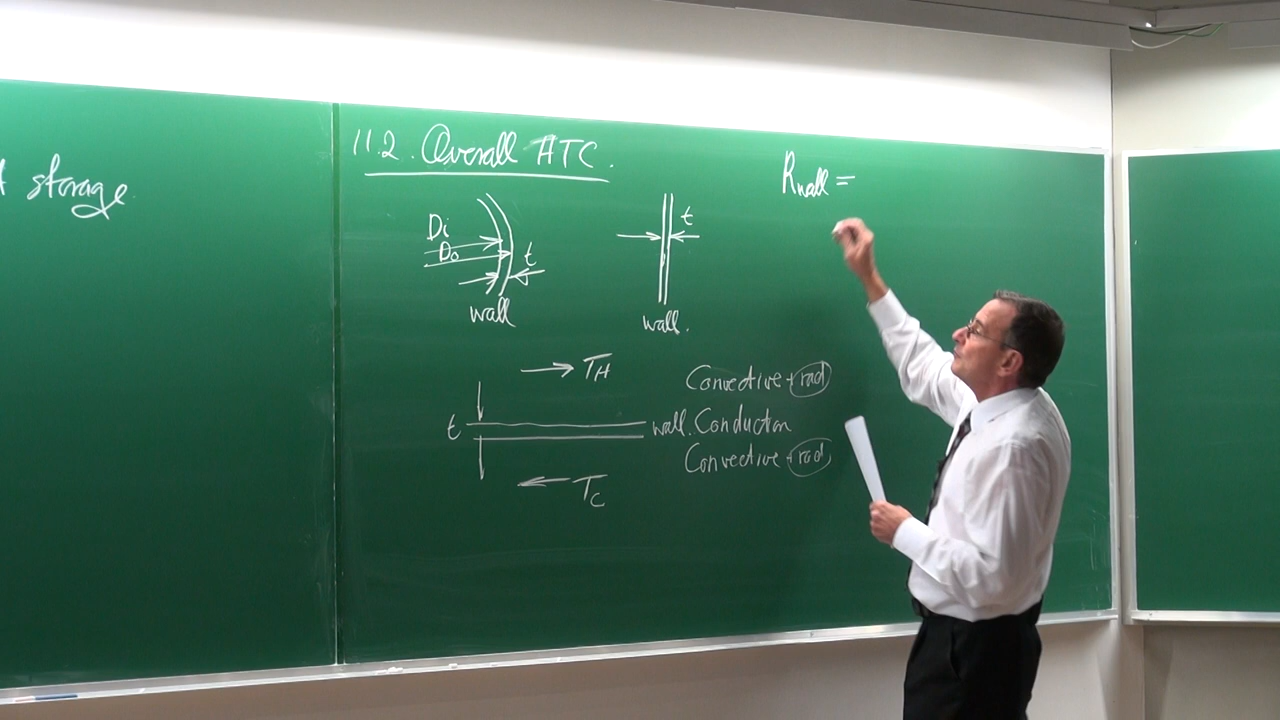 storage
11.2. Overall HTC.
Rwall =
Di
Do
t
wall
t
wall.
→ TH
Convective + rad
t
wall. Conduction
Convective + rad
← TC